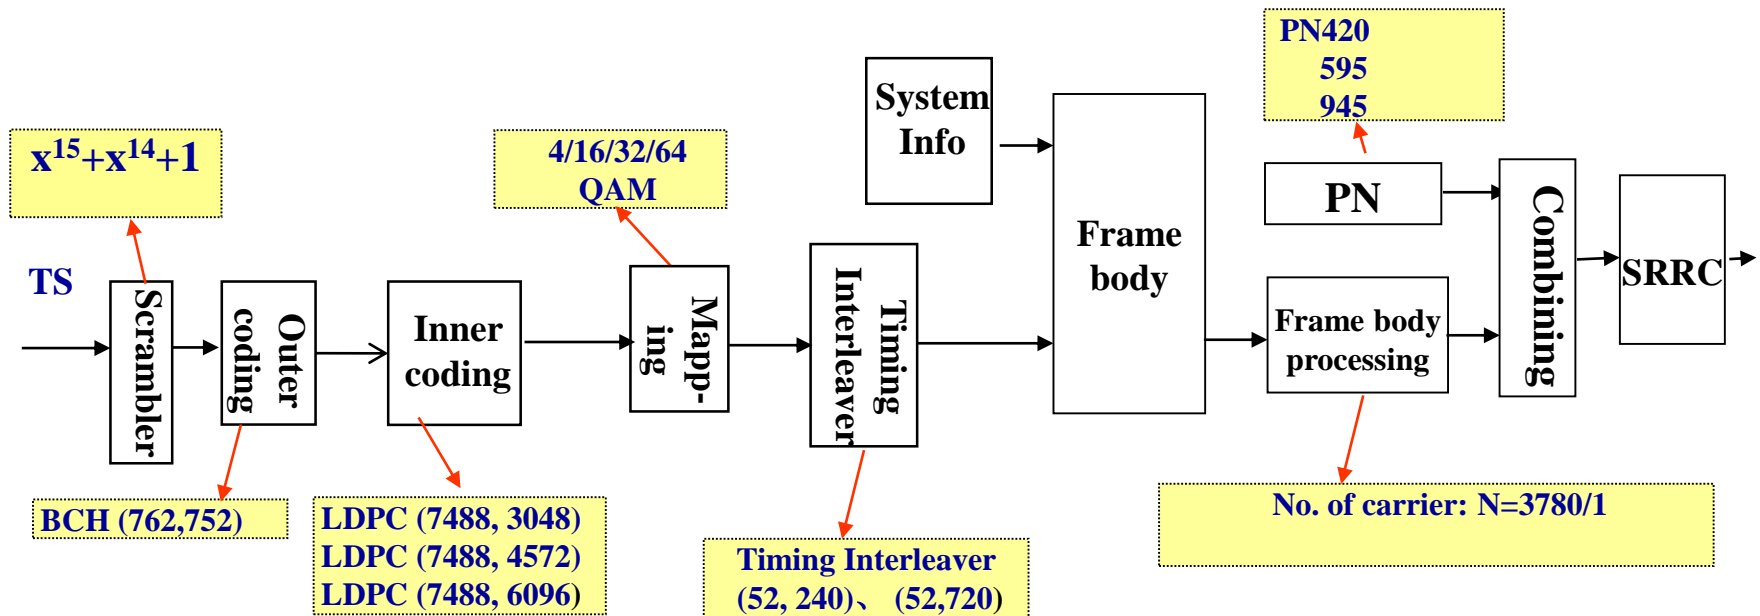 PN420
595
945
System
Info
x¹⁵+x¹⁴+1
4/16/32/64
QAM
PN
TS
Scrambler
Outer
coding
Inner
coding
Mapp-
ing
Timing
Interleaver
Frame
body
Frame body
processing
Combining
SRRC
BCH (762,752)
LDPC (7488, 3048)
LDPC (7488, 4572)
LDPC (7488, 6096)
Timing Interleaver
(52, 240)、 (52,720)
No. of carrier: N=3780/1